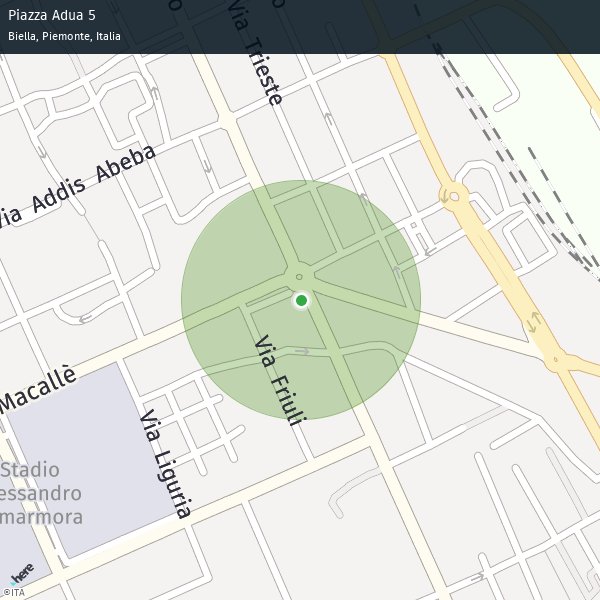 Piazza Adua 5
Biella, Piemonte, Italia
Via Trieste
Via Addis Abeba
Via Friuli
Macallè
Via Liguria
Stadio
essandro
marmora
here
©ITA